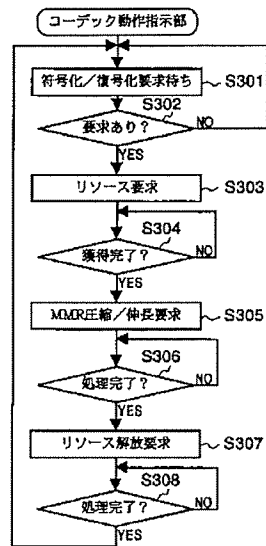 コーデック動作指示部
符号化/復号化要求待ち S301
S302
要求あり? NO
YES
リソース要求 S303
S304
獲得完了? NO
YES
MMR圧縮/伸長要求 S305
S306
処理完了? NO
YES
リソース解放要求 S307
S308
処理完了? NO
YES